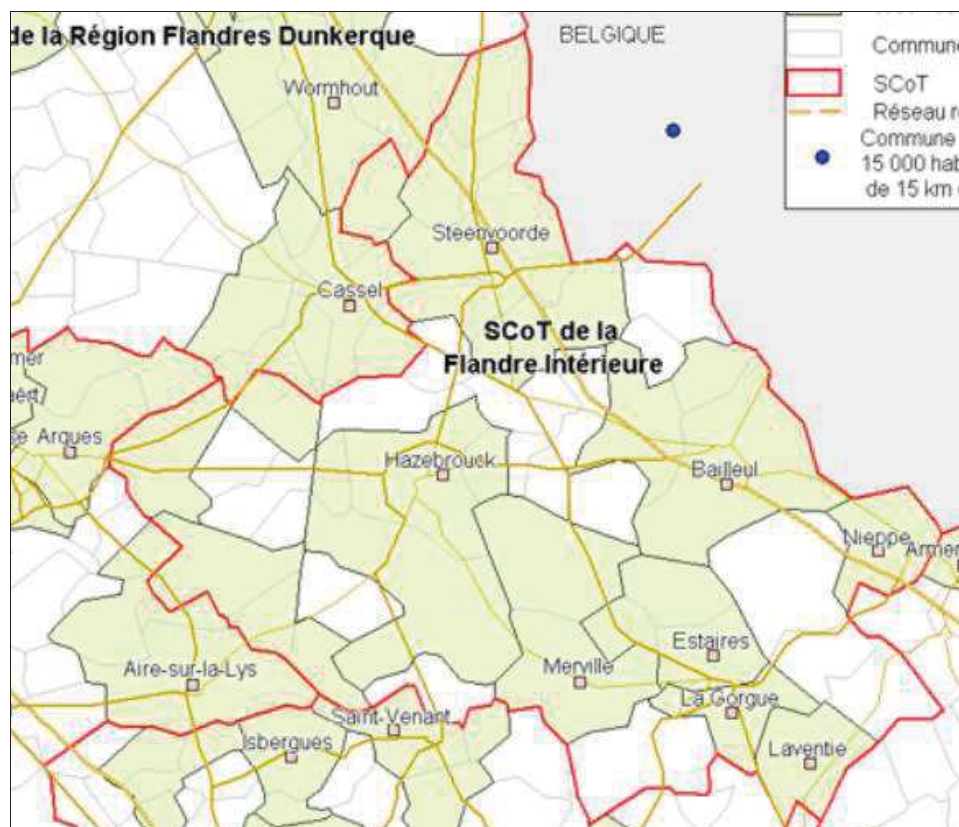 de la Région Flandres Dunkerque
BELGIQUE
Commune
SCoT
Réseau r
Commune
15 000 hab
de 15 km
Wormhout
Steenvoorde
Cassel
SCoT de la
Flandre Intérieure
mer
Arques
Hazebrouck
Bailleul
Nieppe
Armen
Estaires
Aire-sur-la-Lys
Merville
La Gorgue
Saint-Venant
Isbergues
Laventie